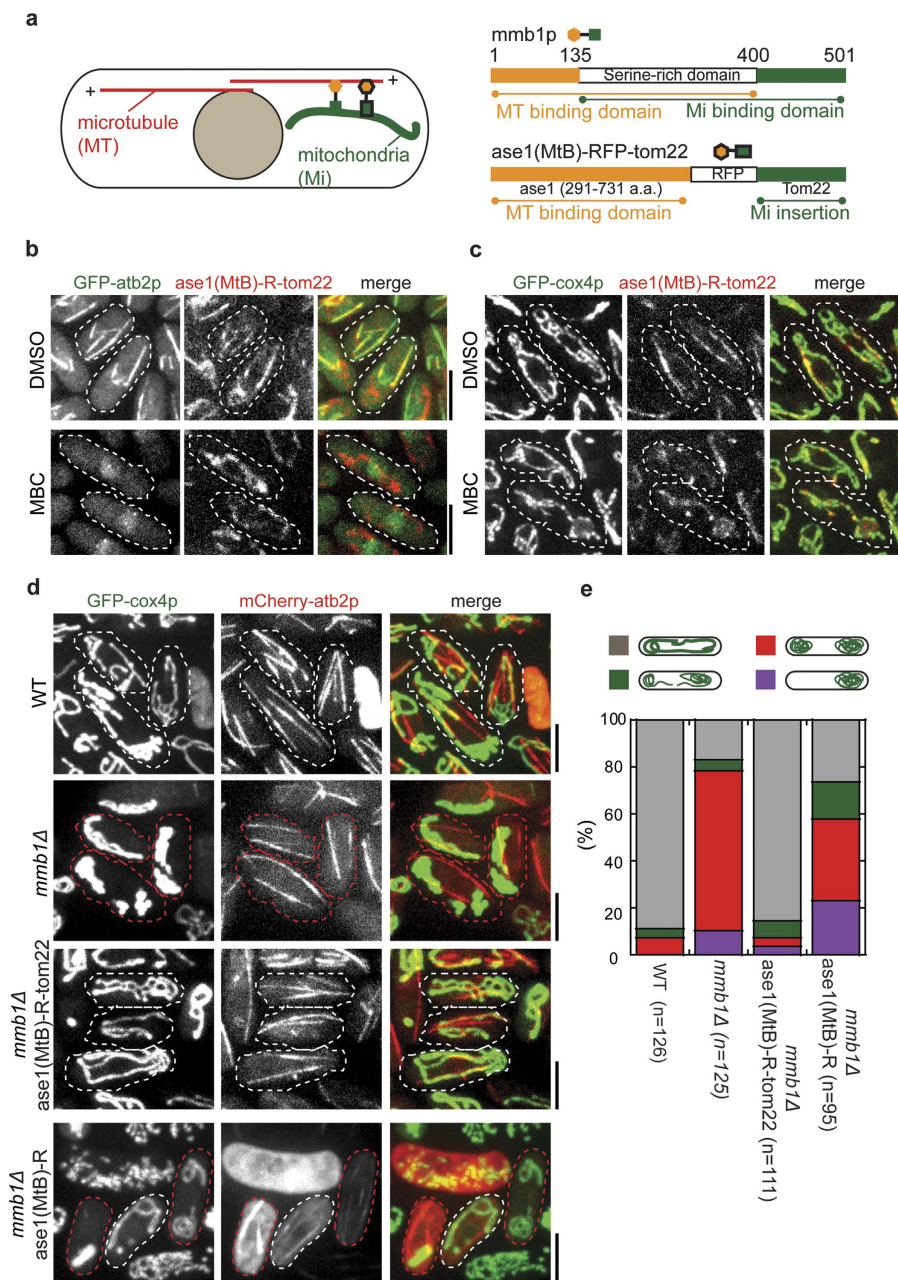 a
mmb1p
1 135 400 501
Serine-rich domain
MT binding domain
Mi binding domain
+
+
microtubule
(MT)
mitochondria
(Mi)
ase1(MtB)-RFP-tom22
RFP
ase1 (291-731 a.a.)
Tom22
MT binding domain
Mi insertion
b
GFP-atb2p ase1(MtB)-R-tom22 merge
DMSO
MBC
c
GFP-cox4p ase1(MtB)-R-tom22 merge
DMSO
MBC
d
GFP-cox4p mCherry-atb2p merge
WT
mmb1Δ
mmb1Δ
ase1(MtB)-R-tom22
mmb1Δ
ase1(MtB)-R
e
100
80
60
40
20
0
(%)
WT (n=126)
mmb1Δ (n=125)
mmb1Δ
ase1(MtB)-R-tom22 (n=111)
mmb1Δ
ase1(MtB)-R (n=95)